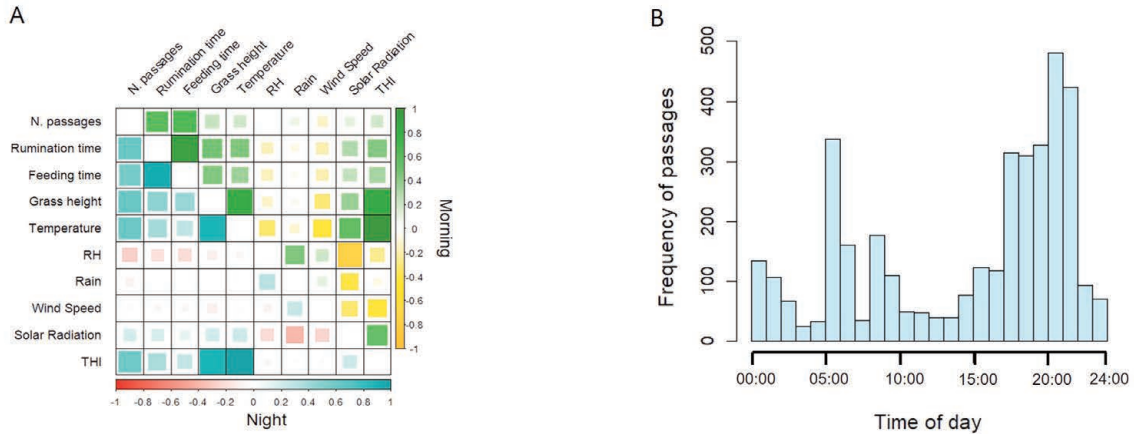 A
N. passages
Rumination time
Feeding time
Grass height
Temperature
RH
Rain
Wind Speed
Solar Radiation
THI
N. passages
Rumination time
Feeding time
Grass height
Temperature
RH
Rain
Wind Speed
Solar Radiation
THI
1
0.8
0.6
0.4
0.2
0
-0.2
-0.4
-0.6
-0.8
-1
Morning
-1 -0.8 -0.6 -0.4 -0.2 0 0.2 0.4 0.6 0.8 1
Night
B
500
400
300
200
100
0
Frequency of passages
00:00 05:00 10:00 15:00 20:00 24:00
Time of day